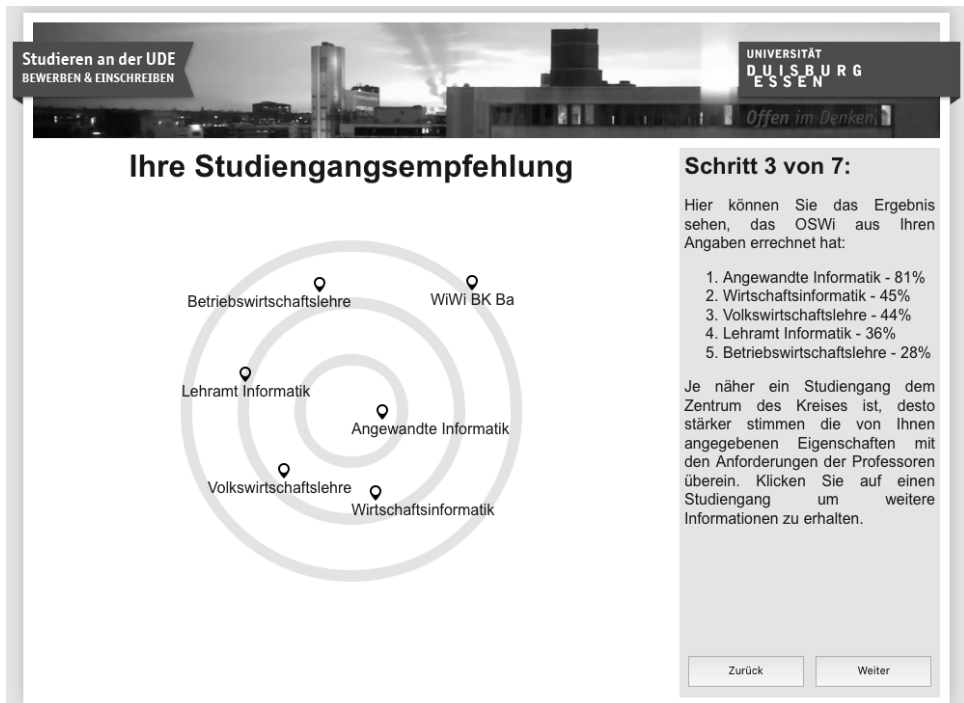 Studieren an der UDE
BEWERBEN & EINSCHREIBEN
UNIVERSITÄT
DUISBURG
ESSEN
Offen im Denken
Ihre Studiengangsempfehlung
Betriebswirtschaftslehre
WiWi BK Ba
Lehramt Informatik
Angewandte Informatik
Volkswirtschaftslehre
Wirtschaftsinformatik
Schritt 3 von 7:
Hier können Sie das Ergebnis
sehen, das OSWi aus Ihren
Angaben errechnet hat:
1. Angewandte Informatik - 81%
2. Wirtschaftsinformatik - 45%
3. Volkswirtschaftslehre - 44%
4. Lehramt Informatik - 36%
5. Betriebswirtschaftslehre - 28%
Je näher ein Studiengang dem
Zentrum des Kreises ist, desto
stärker stimmen die von Ihnen
angegebenen Eigenschaften mit
den Anforderungen der Professoren
überein. Klicken Sie auf einen
Studiengang um weitere
Informationen zu erhalten.
Zurück
Weiter